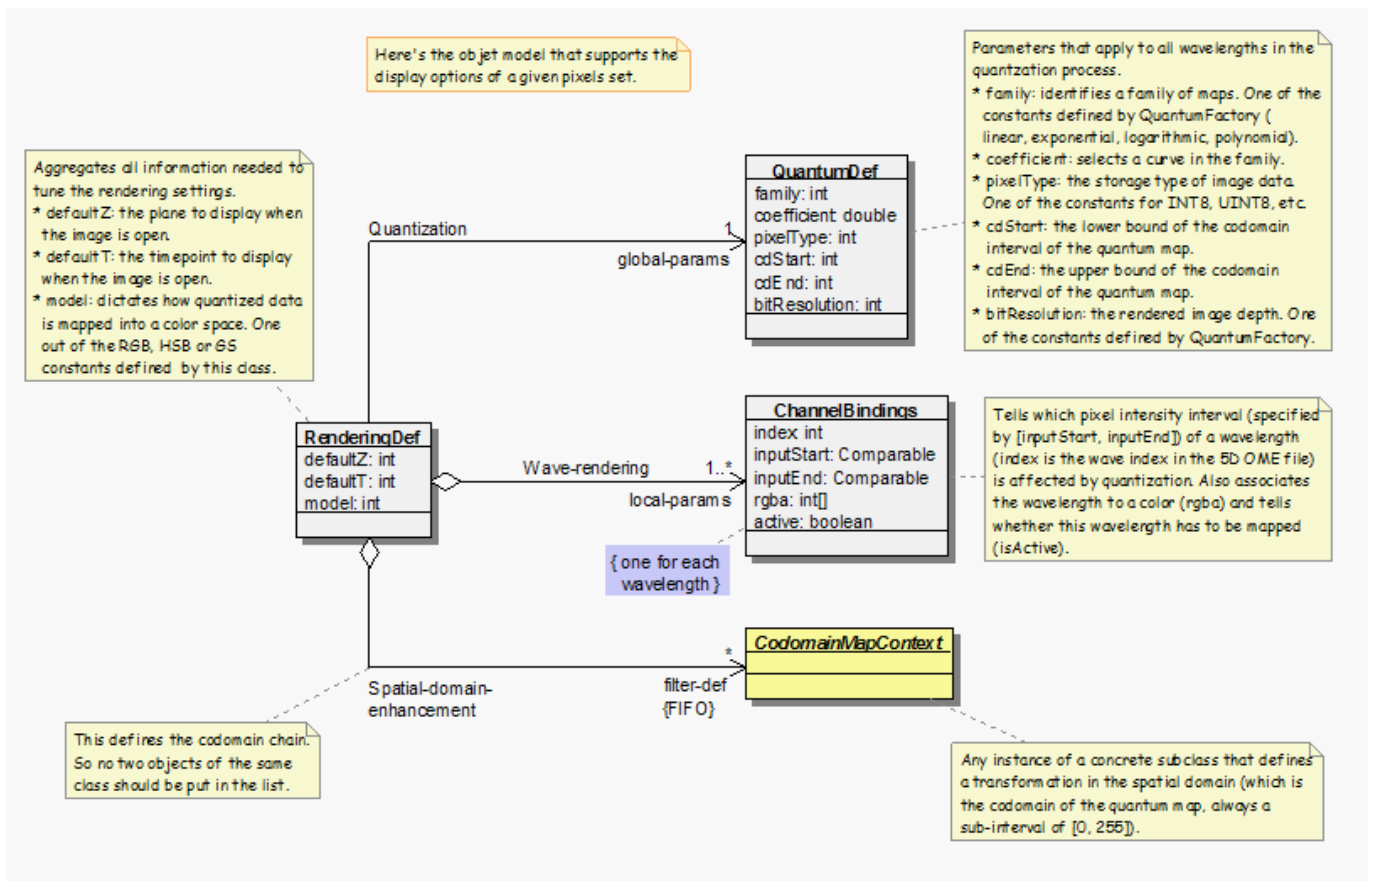 Here's the objet model that supports the
display options of a given pixels set.
Parameters that apply to all wavelengths in the
quantzation process.
* family: identifies a family of maps. One of the
constants defined by QuantumFactory (
linear, exponential, logarithmic, polynomial).
* coefficient: selects a curve in the family.
* pixelType: the storage type of image data.
One of the constants for INT8, UINT8, etc.
* cdStart: the lower bound of the codomain
interval of the quantum map.
* cdEnd: the upper bound of the codomain
interval of the quantum map.
* bitResolution: the rendered image depth. One
of the constants defined by QuantumFactory.
Aggregates all information needed to
tune the rendering settings.
* defaultZ: the plane to display when
the image is open.
* defaultT: the timepoint to display
when the image is open.
* model: dictates how quantized data
is mapped into a color space. One
out of the RGB, HSB or GS
constants defined by this class.
QuantumDef
family: int
coefficient: double
pixelType: int
cdStart: int
cdEnd: int
bitResolution: int
Quantization
1
global-params
RenderingDef
defaultZ: int
defaultT: int
model: int
Wave-rendering
1..*
local-params
ChannelBindings
index: int
inputStart: Comparable
inputEnd: Comparable
rgba: int[]
active: boolean
Tells which pixel intensity interval (specified
by [inputStart, inputEnd]) of a wavelength
(index is the wave index in the 5D OME file)
is affected by quantization. Also associates
the wavelength to a color (rgba) and tells
whether this wavelength has to be mapped
(isActive).
{ one for each
wavelength }
CodomainMapContext
*
Spatial-domain-
enhancement
filter-def
{FIFO}
This defines the codomain chain.
So no two objects of the same
class should be put in the list.
Any instance of a concrete subclass that defines
a transformation in the spatial domain (which is
the codomain of the quantum map, always a
sub-interval of [0, 255]).